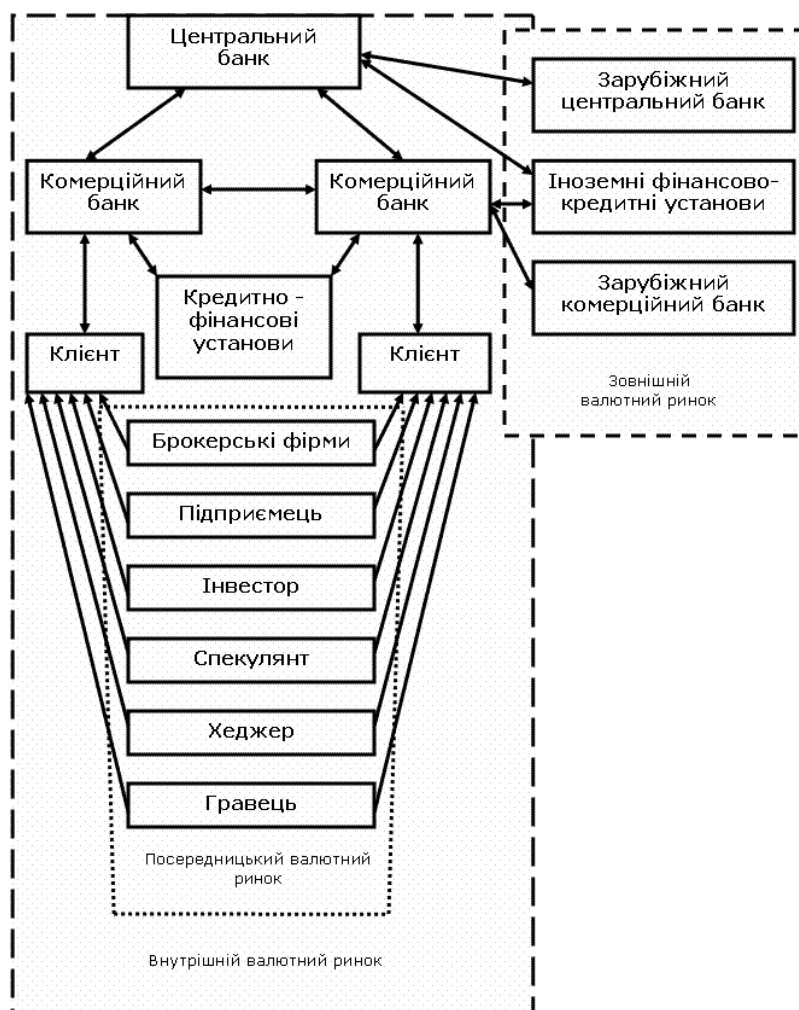 Центральний
банк
Зарубіжний
центральний банк
Комерційний
банк
Комерційний
банк
Іноземні фінансово-
кредитні установи
Кредитно -
фінансові
установи
Зарубіжний
комерційний банк
Клієнт
Клієнт
Зовнішній
валютний ринок
Брокерські фірми
Підприємець
Інвестор
Спекулянт
Хеджер
Гравець
Посередницький валютний
ринок
Внутрішній валютний ринок